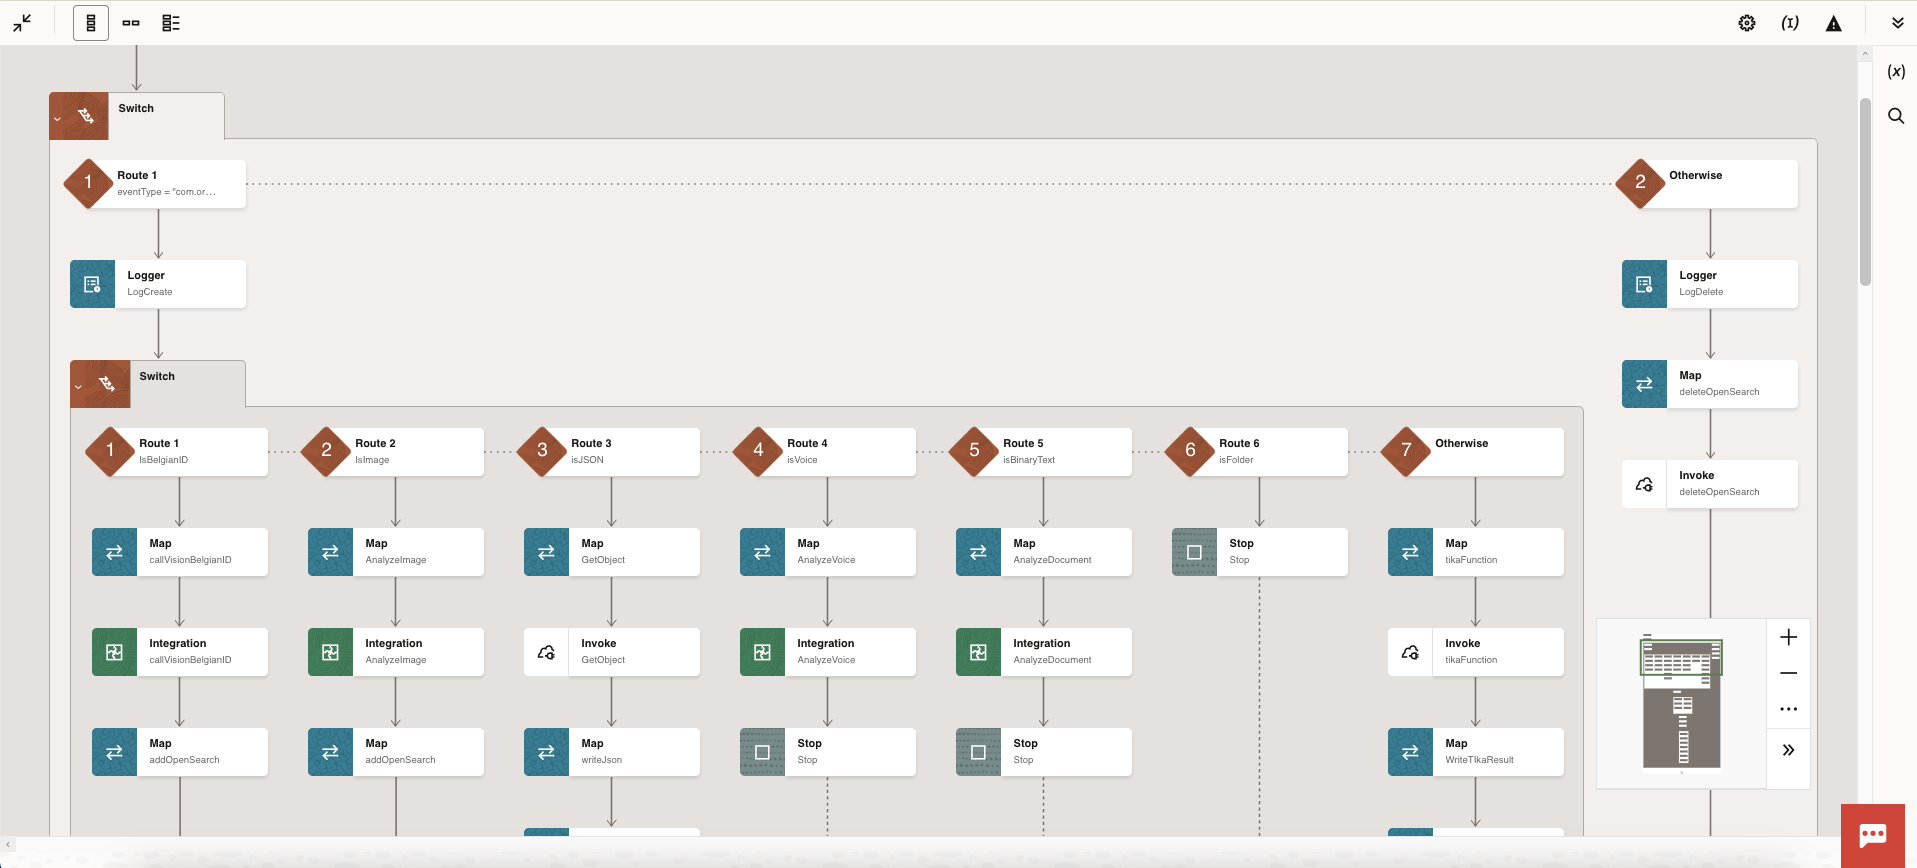 (I)
(x)
Switch
1
Route 1
eventType = "com.or...
2
Otherwise
Logger
LogCreate
Logger
LogDelete
Switch
Map
deleteOpenSearch
1
Route 1
IsBelgianID
2
Route 2
IsImage
3
Route 3
isJSON
4
Route 4
isVoice
5
Route 5
isBinaryText
6
Route 6
isFolder
7
Otherwise
Invoke
deleteOpenSearch
Map
callVisionBelgianID
Map
AnalyzeImage
Map
GetObject
Map
AnalyzeVoice
Map
AnalyzeDocument
Stop
Stop
Map
tikaFunction
Integration
callVisionBelgianID
Integration
AnalyzeImage
Invoke
GetObject
Integration
AnalyzeVoice
Integration
AnalyzeDocument
Invoke
tikaFunction
Map
addOpenSearch
Map
addOpenSearch
Map
writeJson
Stop
Stop
Stop
Stop
Map
WriteTIkaResult